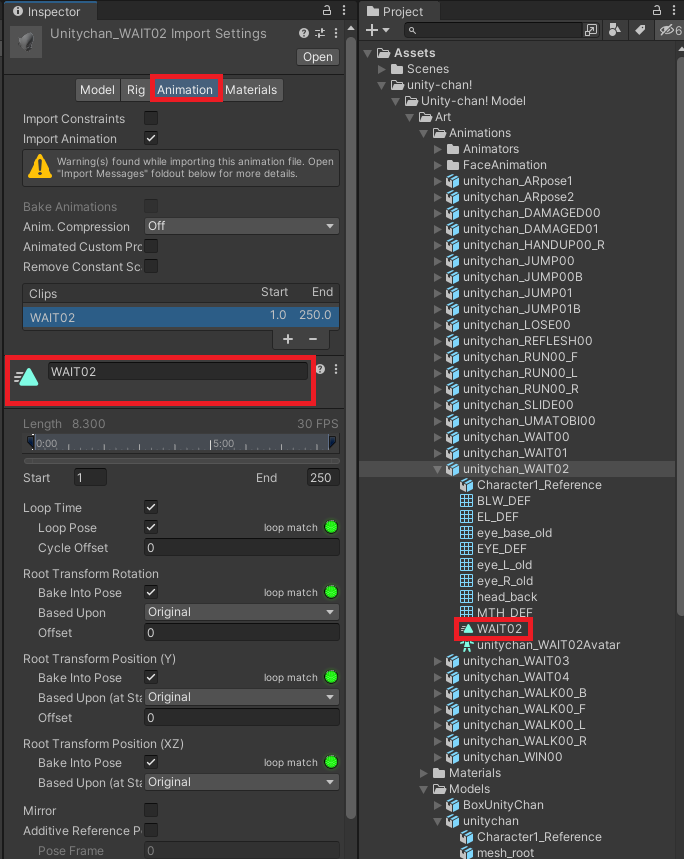 Inspector
Unitychan_WAIT02 Import Settings
Open
Model
Rig
Animation
Materials
Import Constraints
Import Animation
Warning(s) found while importing this animation file. Open
"Import Messages" foldout below for more details.
Bake Animations
Anim. Compression
Off
Animated Custom Pro
Remove Constant Sc
Clips
Start
End
WAIT02
1.0
250.0
+
−
WAIT02
Length 8.300
30 FPS
0:00
5:00
Start
1
End
250
Loop Time
Loop Pose
loop match
Cycle Offset
0
Root Transform Rotation
Bake Into Pose
loop match
Based Upon
Original
Offset
0
Root Transform Position (Y)
Bake Into Pose
loop match
Based Upon (at Sta
Original
Offset
0
Root Transform Position (XZ)
Bake Into Pose
loop match
Based Upon (at Sta
Original
Mirror
Additive Reference P
Pose Frame
0
Project
6
Assets
Scenes
unity-chan!
Unity-chan! Model
Art
Animations
Animators
FaceAnimation
unitychan_ARpose1
unitychan_ARpose2
unitychan_DAMAGED00
unitychan_DAMAGED01
unitychan_HANDUP00_R
unitychan_JUMP00
unitychan_JUMP00B
unitychan_JUMP01
unitychan_JUMP01B
unitychan_LOSE00
unitychan_REFLESH00
unitychan_RUN00_F
unitychan_RUN00_L
unitychan_RUN00_R
unitychan_SLIDE00
unitychan_UMATOBI00
unitychan_WAIT00
unitychan_WAIT01
unitychan_WAIT02
Character1_Reference
BLW_DEF
EL_DEF
eye_base_old
EYE_DEF
eye_L_old
eye_R_old
head_back
MTH_DEF
WAIT02
unitychan_WAIT02Avatar
unitychan_WAIT03
unitychan_WAIT04
unitychan_WALK00_B
unitychan_WALK00_F
unitychan_WALK00_L
unitychan_WALK00_R
unitychan_WIN00
Materials
Models
BoxUnityChan
unitychan
Character1_Reference
mesh_root